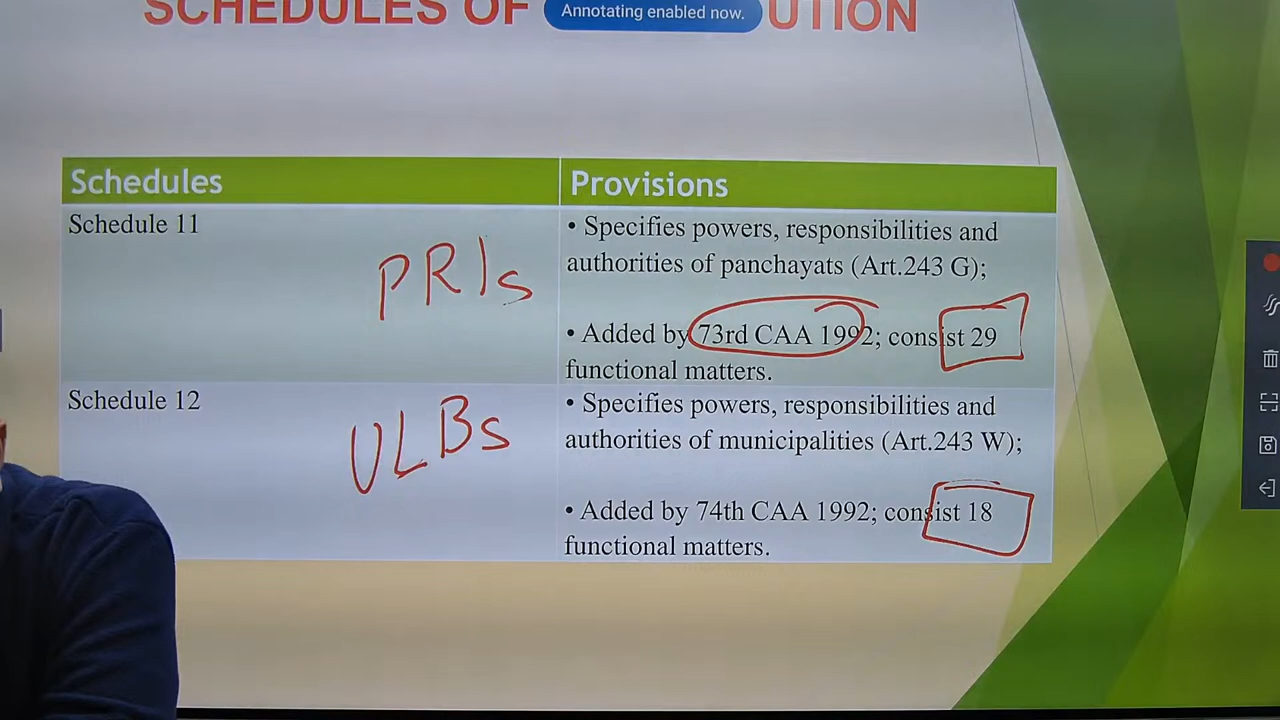 SCHEDULES OF UTION
Annotating enabled now.
Schedules
Provisions
Schedule 11
PRIs
• Specifies powers, responsibilities and
authorities of panchayats (Art.243 G);
• Added by 73rd CAA 1992; consist 29
functional matters.
Schedule 12
ULBs
• Specifies powers, responsibilities and
authorities of municipalities (Art.243 W);
• Added by 74th CAA 1992; consist 18
functional matters.